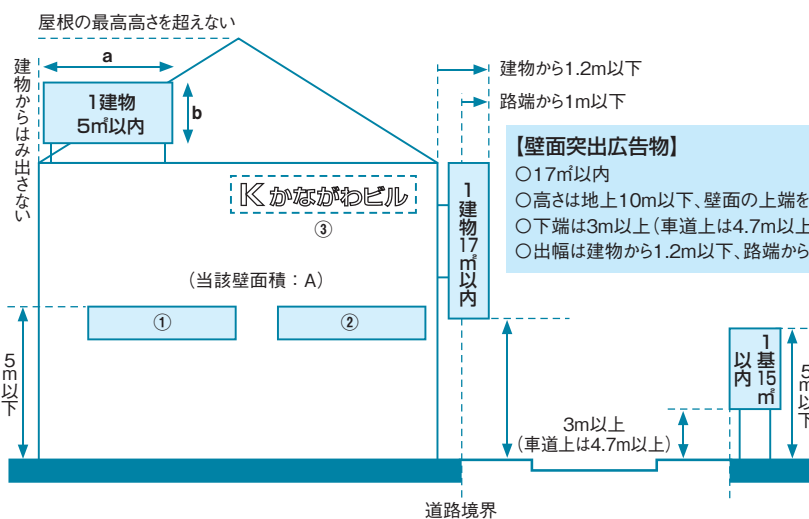 屋根の最高高さを超えない
a
建物からはみ出さない
1建物
5㎡以内
b
建物から1.2m以下
路端から1m以下
【壁面突出広告物】
○17㎡以内
○高さは地上10m以下、壁面の上端を
○下端は3m以上（車道上は4.7m以上
○出幅は建物から1.2m以下、路端から
K かながわビル
③
1建物17㎡以内
（当該壁面積：A）
①
②
5m以下
1基15㎡
以内
5m以下
3m以上
（車道上は4.7m以上）
道路境界